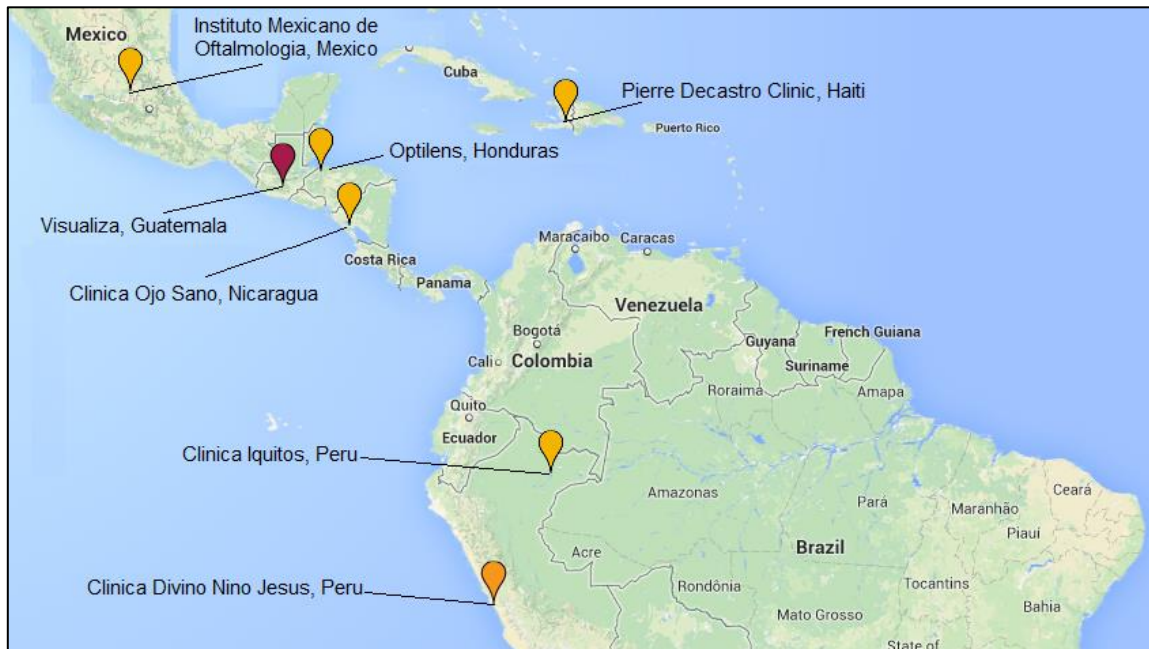 Mexico
Instituto Mexicano de
Oftalmologia, Mexico
Cuba
Pierre Decastro Clinic, Haiti
Puerto Rico
Optilens, Honduras
Visualiza, Guatemala
Clinica Ojo Sano, Nicaragua
Costa Rica
Panama
Maracaibo
Caracas
Venezuela
Bogotá
Cali
Colombia
Guyana
French Guiana
Suriname
Roraima
Amapa
Quito
Ecuador
Clinica Iquitos, Peru
Amazonas
Pará
Maranhão
Ceará
Piauí
Acre
Brazil
Clinica Divino Nino Jesus, Peru
Rondônia
Tocantins
Mato Grosso
Bahia
State of